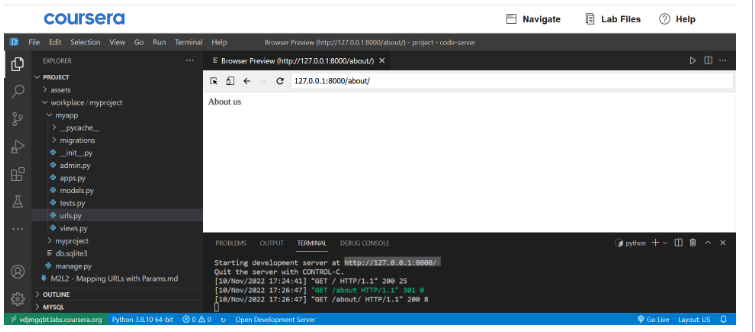 coursera
Navigate Lab Files Help
File Edit Selection View Go Run Terminal Help Browser Preview (http://127.0.0.1:8000/about/) - project - code-server
EXPLORER ... Browser Preview (http://127.0.0.1:8000/about/)
PROJECT
127.0.0.1:8000/about/
assets
workplace / myproject
About us
myapp
__pycache__
migrations
__init__.py
admin.py
apps.py
models.py
tests.py
urls.py
views.py
myproject
db.sqlite3
manage.py
M2L2 - Mapping URLs with Params.md
OUTLINE
MYSQL
PROBLEMS OUTPUT TERMINAL DEBUG CONSOLE python
Starting development server at http://127.0.0.1:8000/
Quit the server with CONTROL-C.
[10/Nov/2022 17:24:41] "GET / HTTP/1.1" 200 25
[10/Nov/2022 17:26:47] "GET /about HTTP/1.1" 301 0
[10/Nov/2022 17:26:47] "GET /about/ HTTP/1.1" 200 8
vdjmgqbt.labs.coursera.org Python 3.8.10 64-bit 0 0 Open Development Server Go Live Layout: US